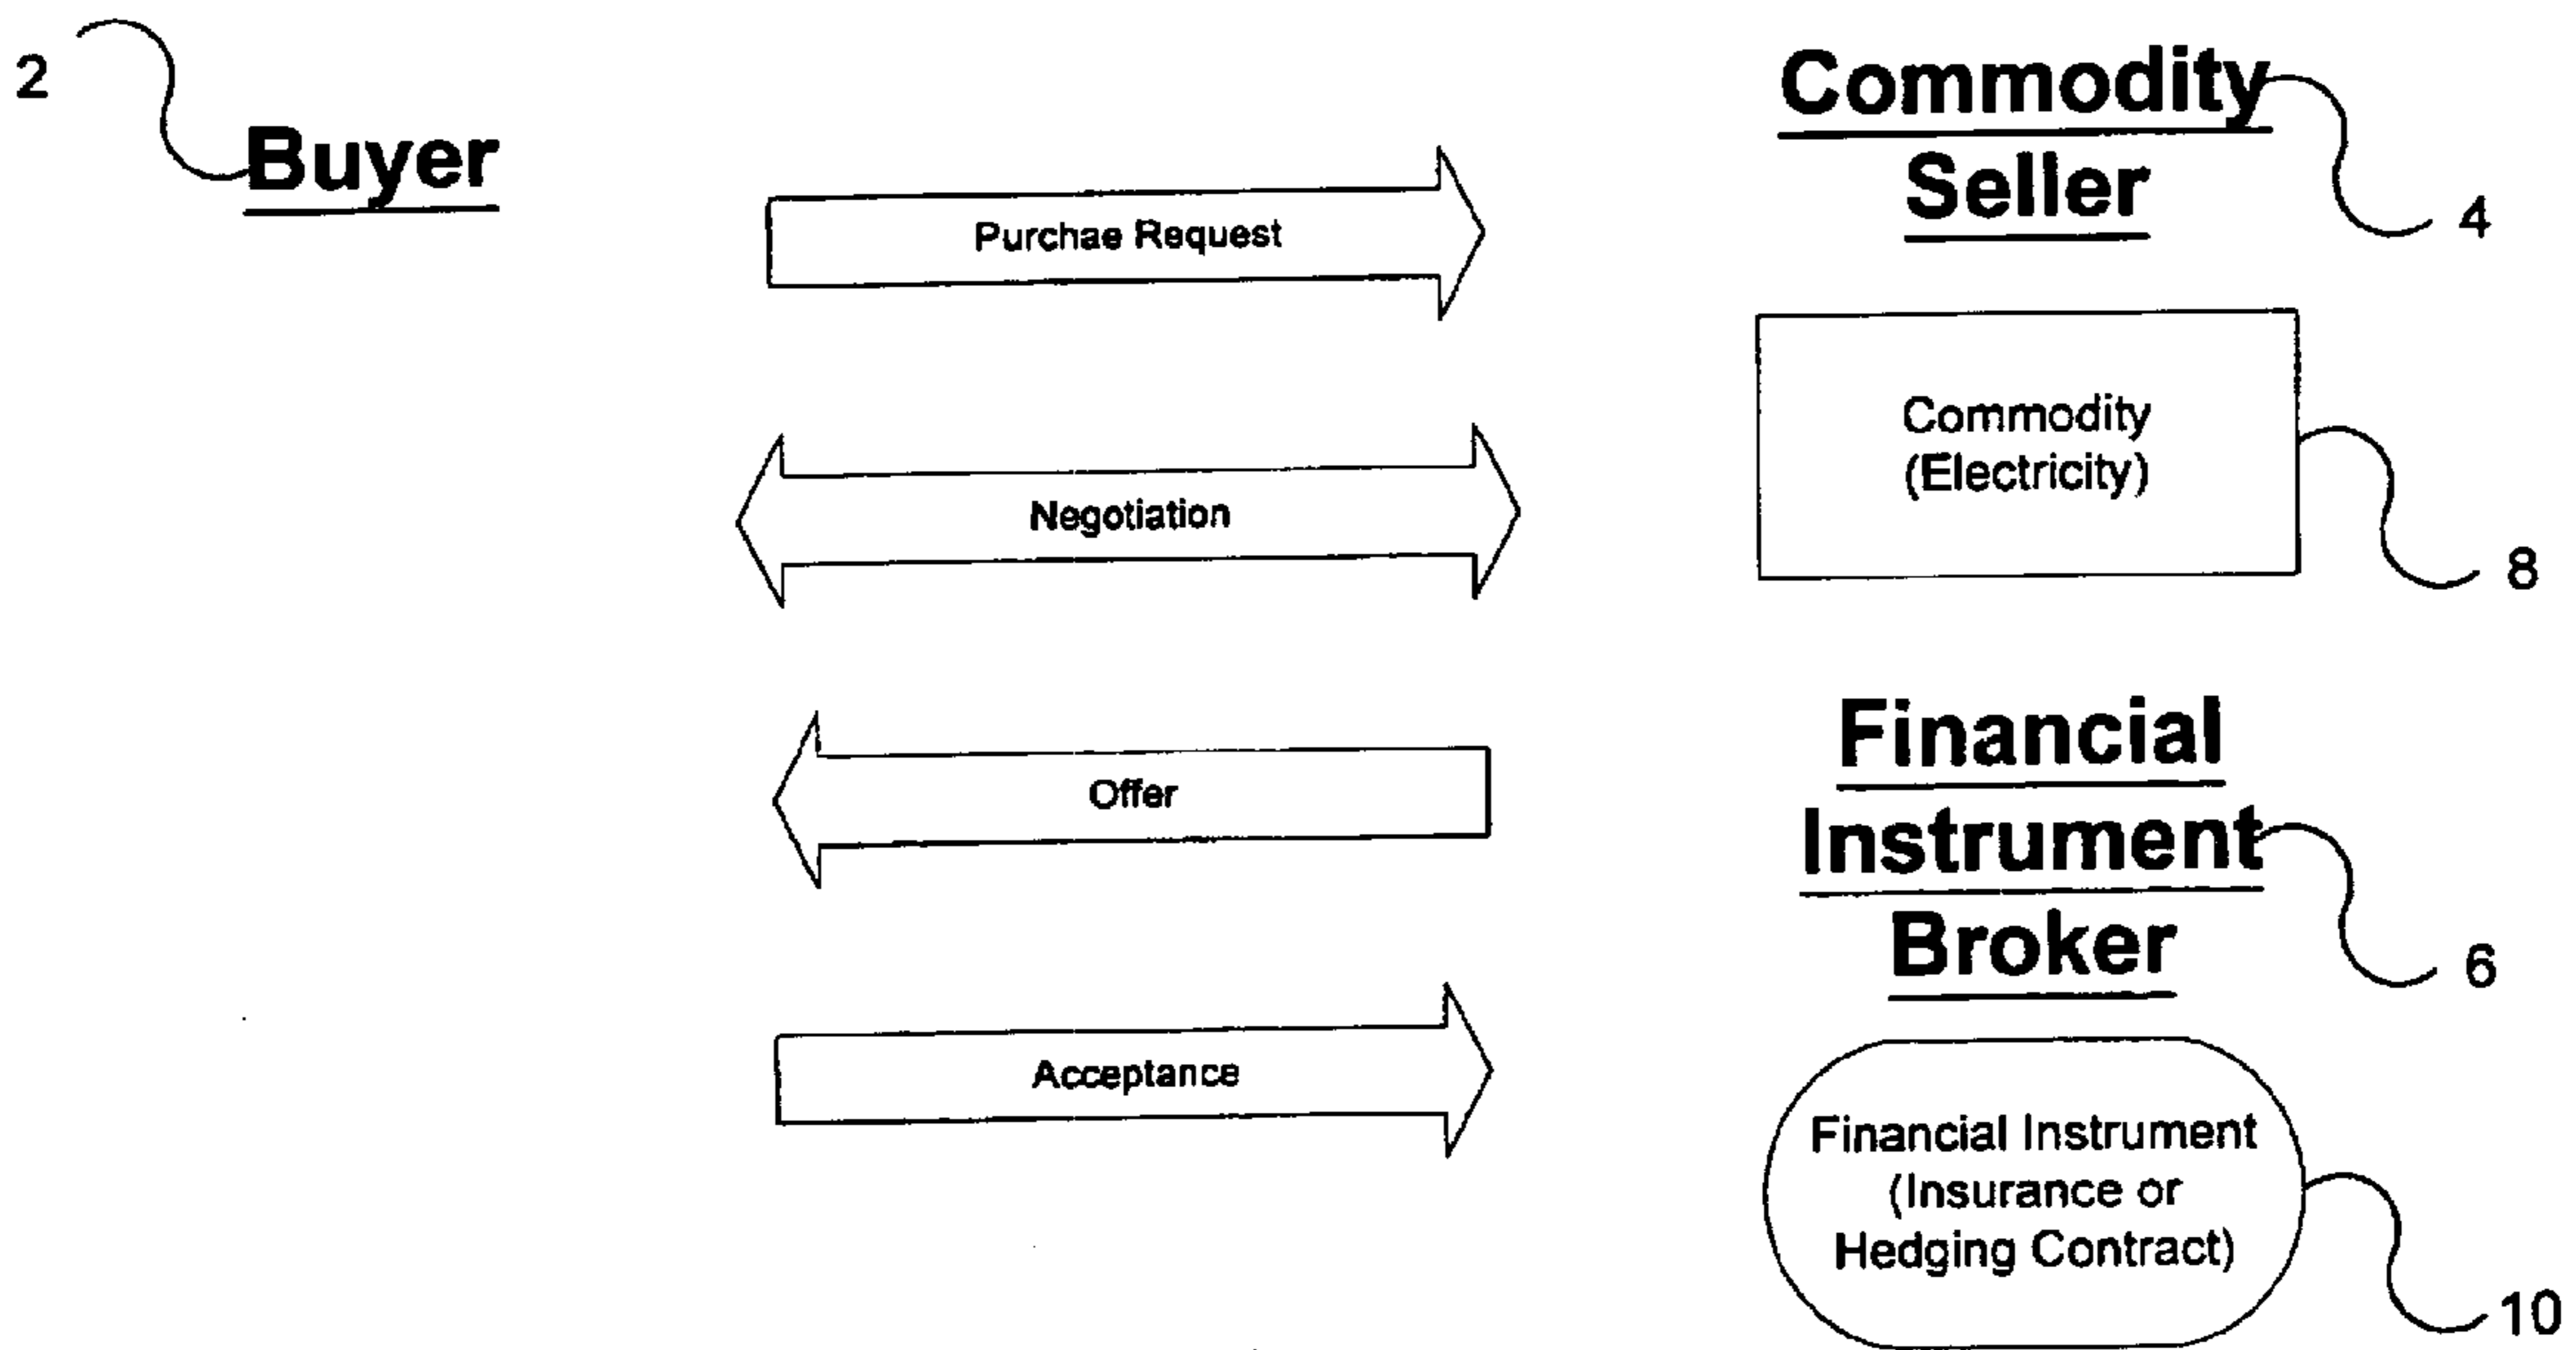 2
Buyer
Commodity
Seller
4
Purchae Request
Commodity
(Electricity)
8
Negotiation
Financial
Instrument
Broker
6
Offer
Acceptance
Financial Instrument
(Insurance or
Hedging Contract)
10